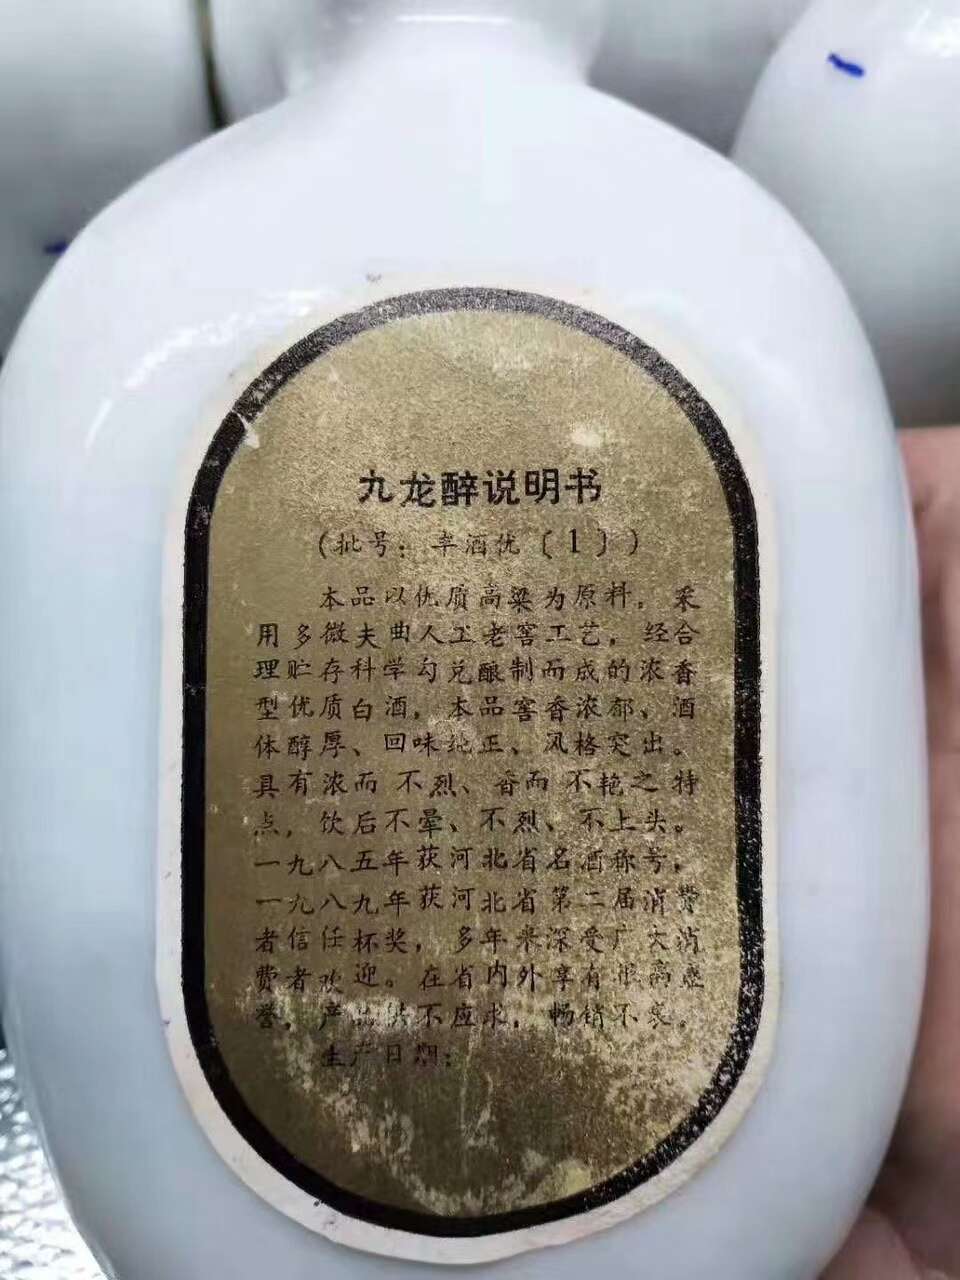 九龙醉说明书
(批号：幸酒优〔1〕)
本品以优质高粱为原料，采
用多微夫曲人工老窖工艺，经合
理贮存科学勾兑酿制而成的浓香
型优质白酒，本品窖香浓郁、酒
体醇厚、回味纯正、风格突出。
具有浓而不烈、香而不艳之特
点，饮后不晕、不烈、不上头。
一九八五年获河北省名酒称号，
一九八九年获河北省第二届消费
者信任杯奖，多年来深受广大消
费者欢迎。在省内外享有很高盛
誉，产品供不应求，畅销不衰。
生产日期：